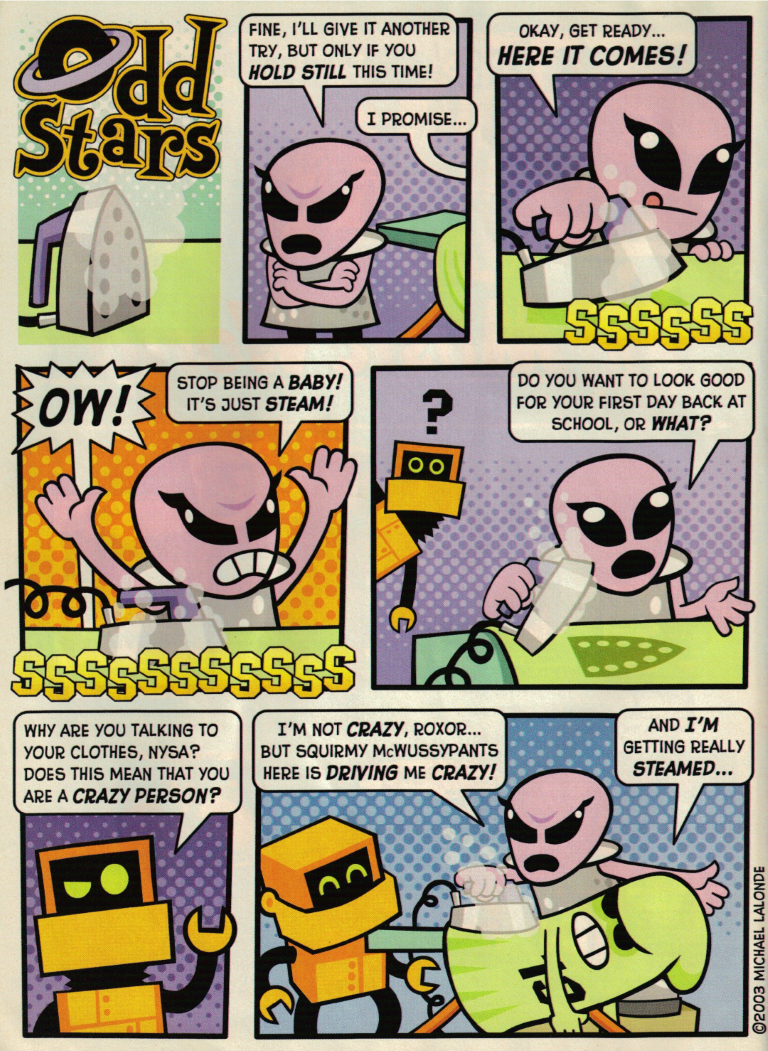 Odd
Stars
FINE, I'LL GIVE IT ANOTHER
TRY, BUT ONLY IF YOU
HOLD STILL THIS TIME!
I PROMISE...
OKAY, GET READY...
HERE IT COMES!
SSSSSS
OW!
STOP BEING A BABY!
IT'S JUST STEAM!
SSSSSSSSSSS
?
DO YOU WANT TO LOOK GOOD
FOR YOUR FIRST DAY BACK AT
SCHOOL, OR WHAT?
WHY ARE YOU TALKING TO
YOUR CLOTHES, NYSA?
DOES THIS MEAN THAT YOU
ARE A CRAZY PERSON?
I'M NOT CRAZY, ROXOR...
BUT SQUIRMY McWUSSYPANTS
HERE IS DRIVING ME CRAZY!
AND I'M
GETTING REALLY
STEAMED...
©2003 MICHAEL LALONDE